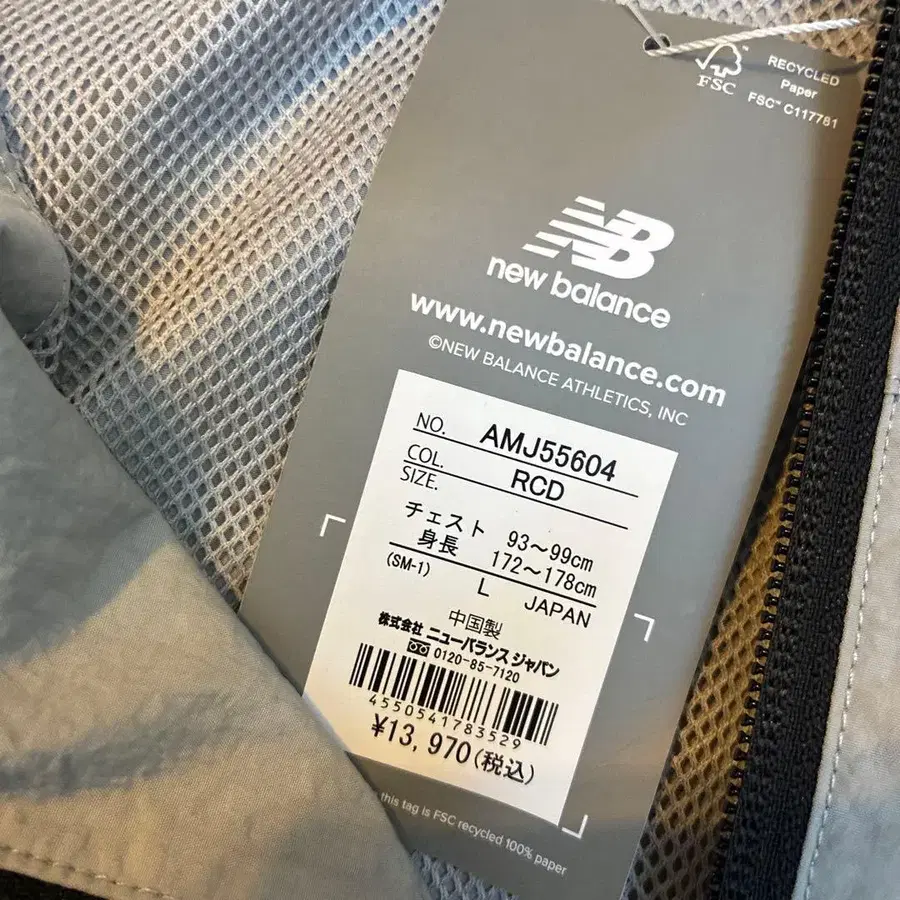 FSC
RECYCLED
Paper
FSC™ C117781
NB
new balance
www.newbalance.com
©NEW BALANCE ATHLETICS, INC
NO. AMJ55604
COL. RCD
SIZE.
チェスト 93～99cm
身長 172～178cm
(SM-1) L JAPAN
中国製
株式会社 ニューバランス ジャパン
0120-85-7120
4550541783529
¥13,970(税込)
this tag is FSC recycled 100% paper